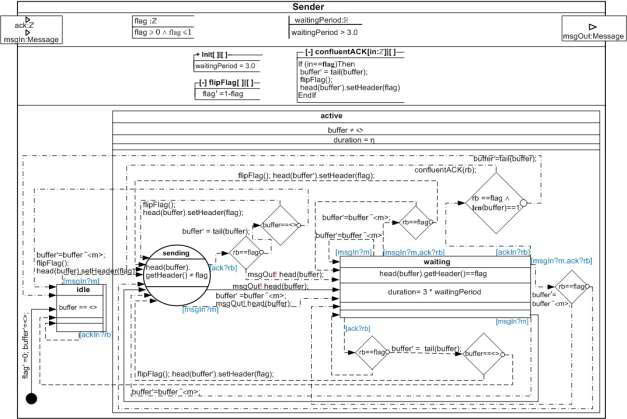 Sender
ack:ℤ
msgIn:Message
flag :ℤ
flag ⩾ 0 ∧ flag ⩽1
waitingPeriod:ℝ
waitingPeriod > 3.0
msgOut:Message
+ Init[ ][ ]
waitingPeriod = 3.0
[-] flipFlag[ ][ ]
flag' =1-flag
[-] confluentACK[in:ℤ][ ]
If (in==flag)Then
buffer' = tail(buffer);
flipFlag();
head(buffer').setHeader(flag)
EndIf
active
buffer ≠ <>
duration = η
buffer'=tail(buffer);
confluentACK(rb);
flipFlag(); head(buffer').setHeader(flag);
rb ==flag ∧
len(buffer)==1
flipFlag();
head(buffer).setHeader(flag);
buffer==<>
buffer' = tail(buffer);
rb==flag
buffer'=buffer⁀<m>;
rb==flag
buffer'=buffer⁀<m>;
[msgIn?m]
[msgIn?m,ack?rb]
[ackIn?rb]
[msgIn?m,ack?rb]
buffer'=buffer⁀<m>;
flipFlag();
head(buffer).setHeader(flag);
[msgIn?m]
sending
head(buffer).
getHeader() ≠ flag
[ack?rb]
msgOut! head(buffer);
msgOut! head(buffer);
buffer' =buffer⁀<m>;
msgOut! head(buffer);
[msgIn?m]
waiting
head(buffer).getHeader()==flag
duration= 3 * waitingPeriod
rb==flag
buffer'=
buffer⁀<m>;
idle
buffer == <>
[ackIn?rb]
flag'=0; buffer'=<>;
[ack?rb]
[msgIn?m]
rb==flag
buffer' = tail(buffer);
buffer==<>
flipFlag(); head(buffer').setHeader(flag);
buffer'=buffer⁀<m>;